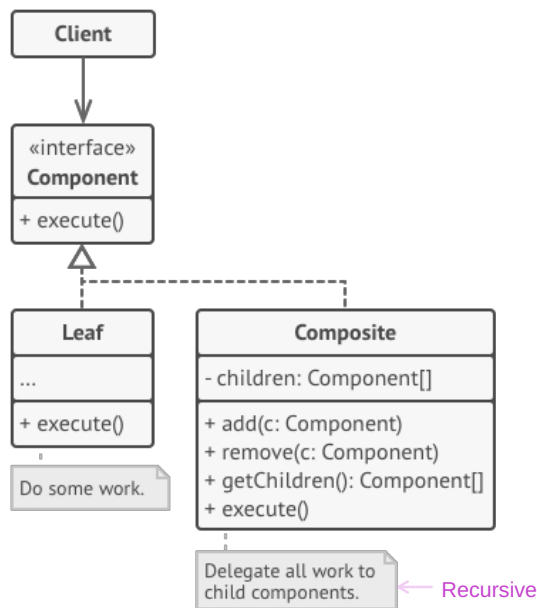 Client
«interface»
Component
+ execute()
Leaf
...
+ execute()
Do some work.
Composite
- children: Component[]
+ add(c: Component)
+ remove(c: Component)
+ getChildren(): Component[]
+ execute()
Delegate all work to
child components.
Recursive